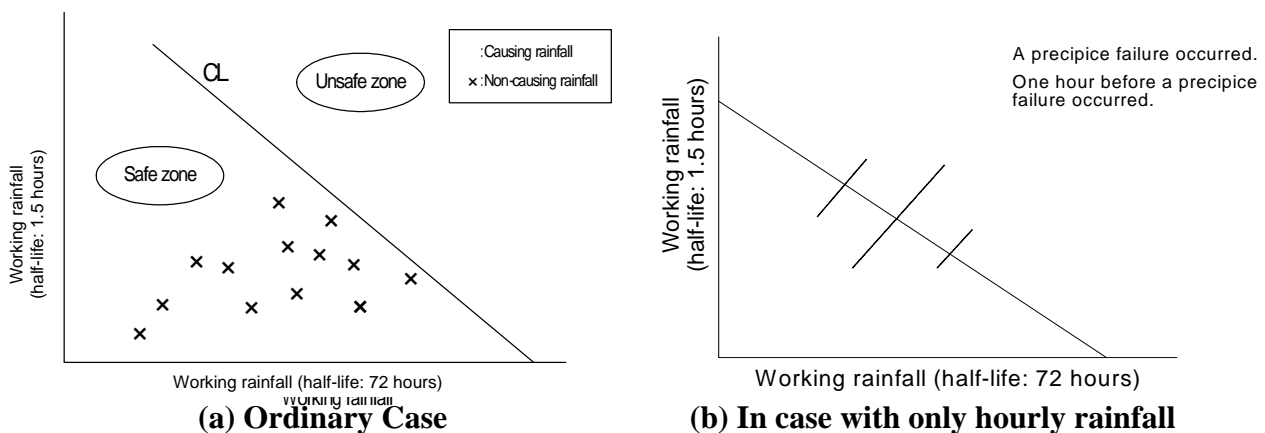 CL
Unsafe zone
Safe zone
:Causing rainfall
×:Non-causing rainfall
Working rainfall
(half-life: 1.5 hours)
Working rainfall (half-life: 72 hours)
Working rainfall
(a) Ordinary Case
A precipice failure occurred.
One hour before a precipice
failure occurred.
Working rainfall
(half-life: 1.5 hours)
Working rainfall (half-life: 72 hours)
(b) In case with only hourly rainfall